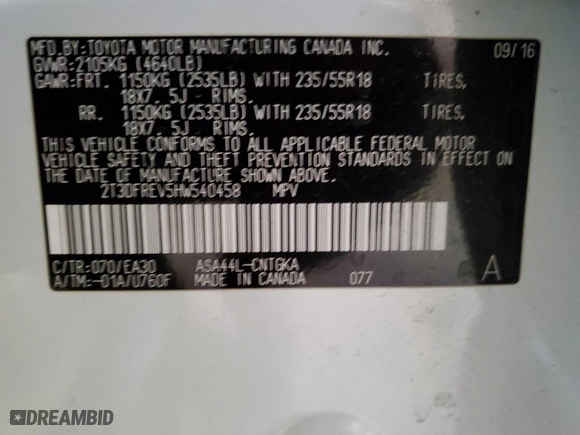 MFD.BY:TOYOTA MOTOR MANUFACTURING CANADA INC. 09/16
GVWR:2105KG (4640LB)
GAWR:FRT. 1150KG (2535LB) WITH 235/55R18 TIRES,
18X7.5J - RIMS.
RR. 1150KG (2535LB) WITH 235/55R18 TIRES,
18X7.5J - RIMS.
THIS VEHICLE CONFORMS TO ALL APPLICABLE FEDERAL MOTOR
VEHICLE SAFETY AND THEFT PREVENTION STANDARDS IN EFFECT ON
THE DATE OF MANUFACTURE SHOWN ABOVE.
2T3DFREV5HW540458 MPV
C/TR:070/EA30 ASA44L-CNTGKA A
A/TM:-01A/U760F MADE IN CANADA 077
DREAMBID